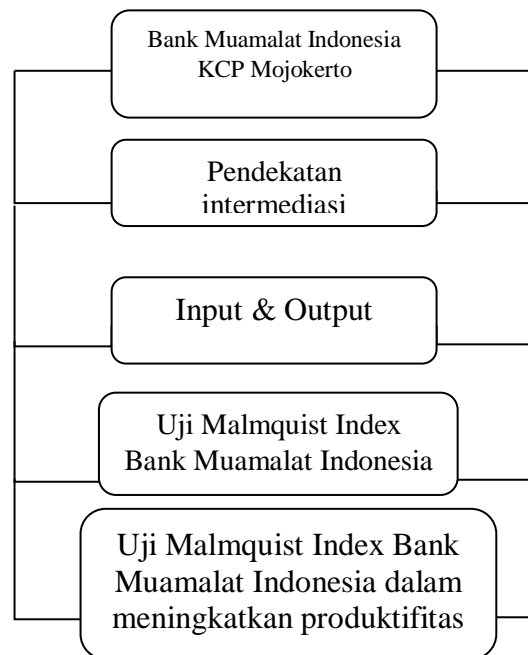 Bank Muamalat Indonesia
KCP Mojokerto
Pendekatan
intermediasi
Input & Output
Uji Malmquist Index
Bank Muamalat Indonesia
Uji Malmquist Index Bank
Muamalat Indonesia dalam
meningkatkan produktifitas